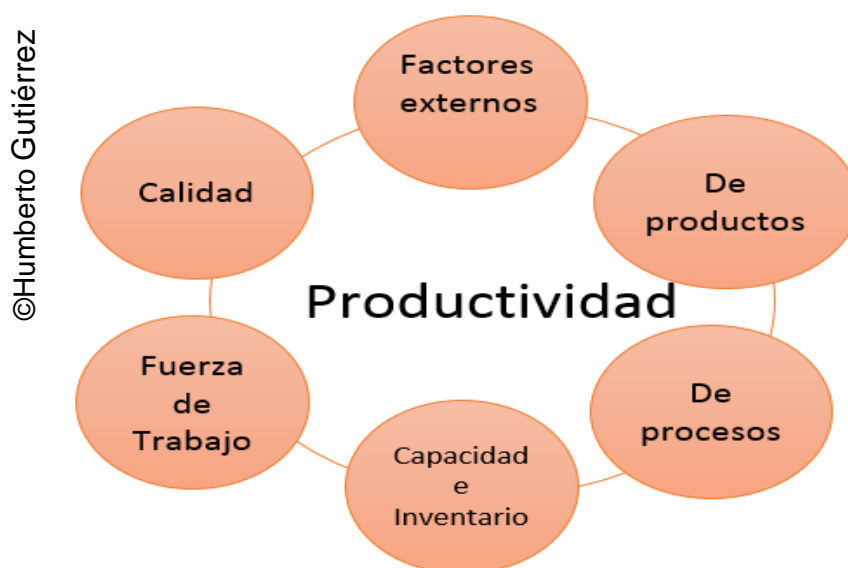 ©Humberto Gutiérrez
Factores
externos
De
productos
De
procesos
Capacidad
e
Inventario
Fuerza
de
Trabajo
Calidad
Productividad